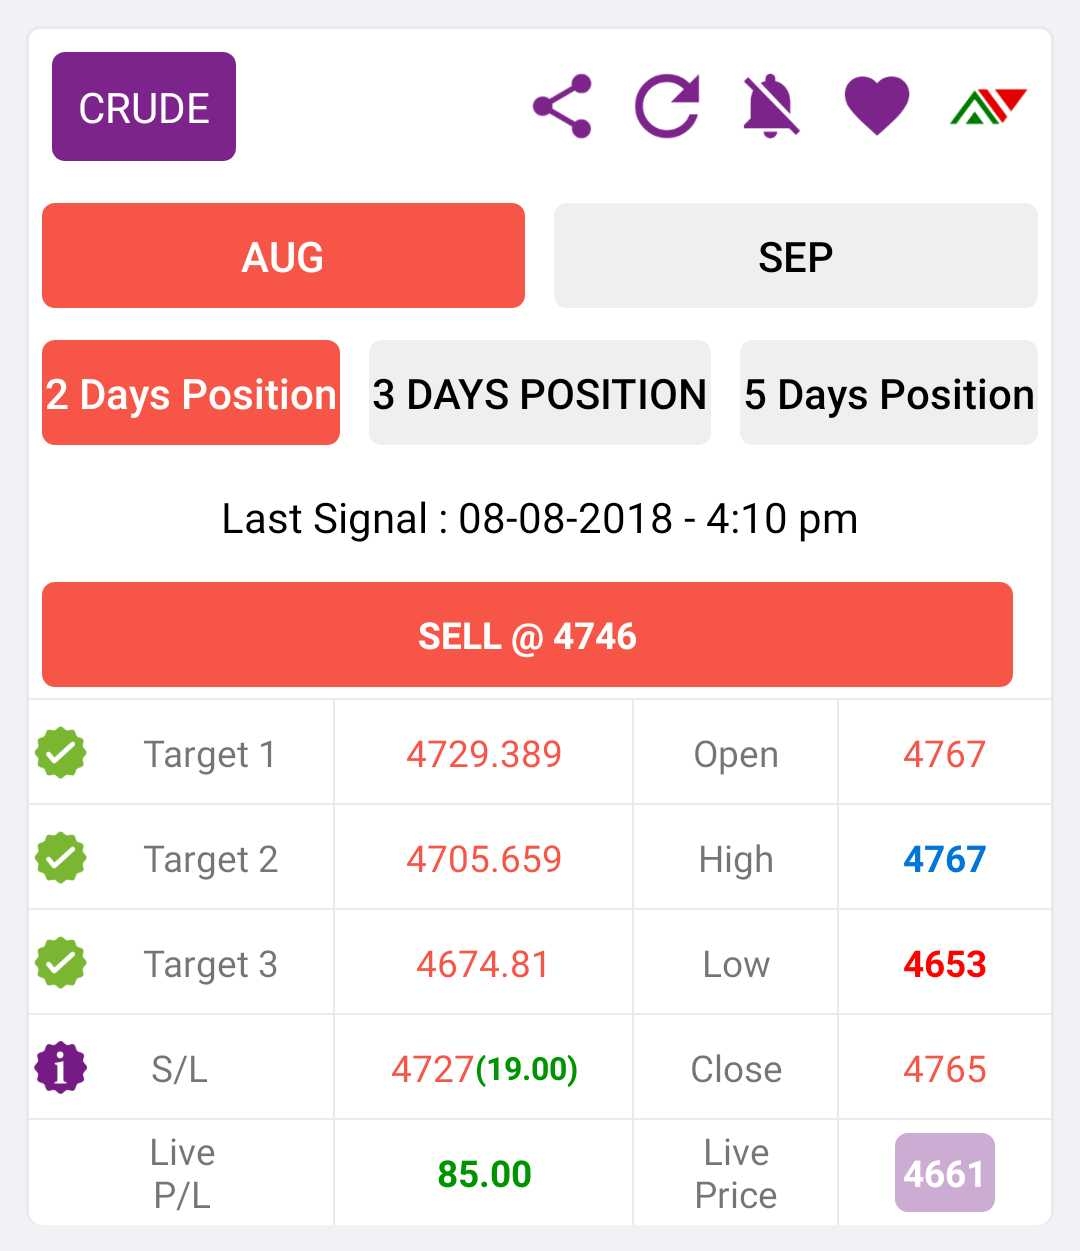 CRUDE
AUG SEP
2 Days Position 3 DAYS POSITION 5 Days Position
Last Signal : 08-08-2018 - 4:10 pm
SELL @ 4746
Target 1 4729.389 Open 4767
Target 2 4705.659 High 4767
Target 3 4674.81 Low 4653
i S/L 4727(19.00) Close 4765
Live P/L 85.00 Live Price 4661